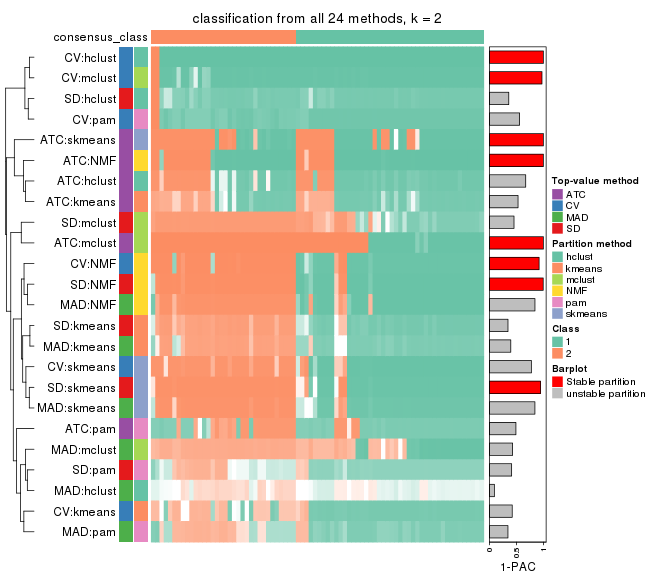 classification from all 24 methods, k = 2
consensus_class
CV:hclust
CV:mclust
SD:hclust
CV:pam
ATC:skmeans
ATC:NMF
ATC:hclust
ATC:kmeans
SD:mclust
ATC:mclust
CV:NMF
SD:NMF
MAD:NMF
SD:kmeans
MAD:kmeans
CV:skmeans
SD:skmeans
MAD:skmeans
ATC:pam
MAD:mclust
SD:pam
MAD:hclust
CV:kmeans
MAD:pam
0
0.5
1
1-PAC
Top-value method
ATC
CV
MAD
SD
Partition method
hclust
kmeans
mclust
NMF
pam
skmeans
Class
1
2
Barplot
Stable partition
unstable partition